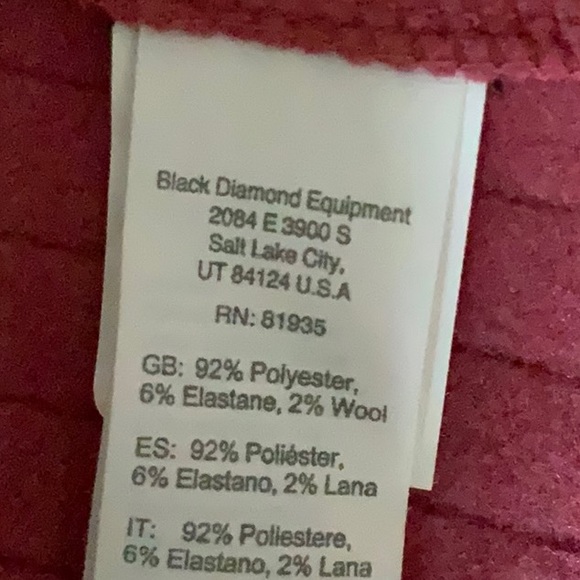 Black Diamond Equipment
2084 E 3900 S
Salt Lake City,
UT 84124 U.S.A
RN: 81935
GB: 92% Polyester,
6% Elastane, 2% Wool
ES: 92% Poliéster,
6% Elastano, 2% Lana
IT: 92% Poliestere,
6% Elastano, 2% Lana